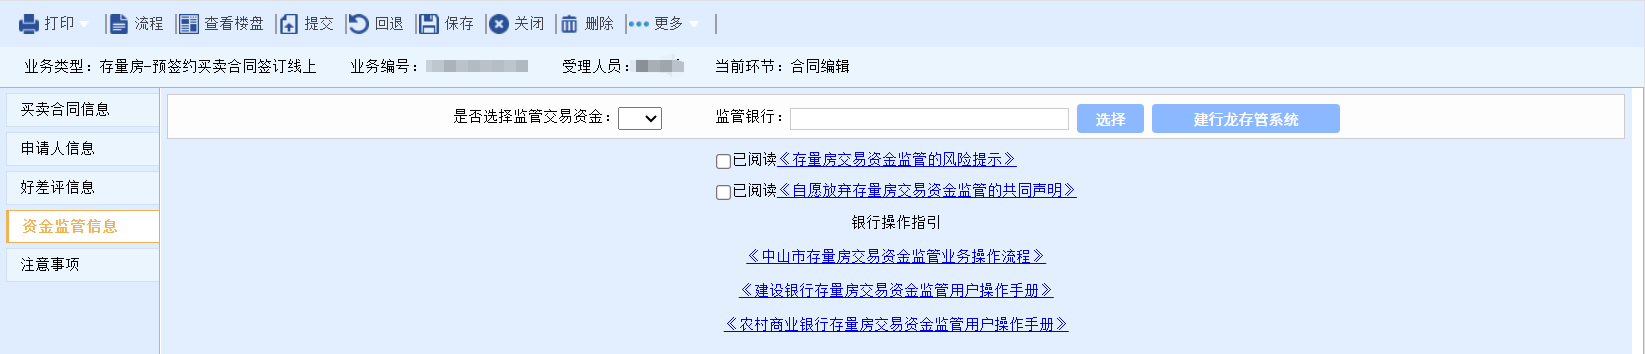 打印 流程 查看楼盘 提交 回退 保存 关闭 删除 更多
业务类型：存量房-预签约买卖合同签订线上 业务编号： 受理人员： 当前环节：合同编辑
买卖合同信息
申请人信息
好差评信息
资金监管信息
注意事项
是否选择监管交易资金： 监管银行： 选择 建行龙存管系统
已阅读《存量房交易资金监管的风险提示》
已阅读《自愿放弃存量房交易资金监管的共同声明》
银行操作指引
《中山市存量房交易资金监管业务操作流程》
《建设银行存量房交易资金监管用户操作手册》
《农村商业银行存量房交易资金监管用户操作手册》